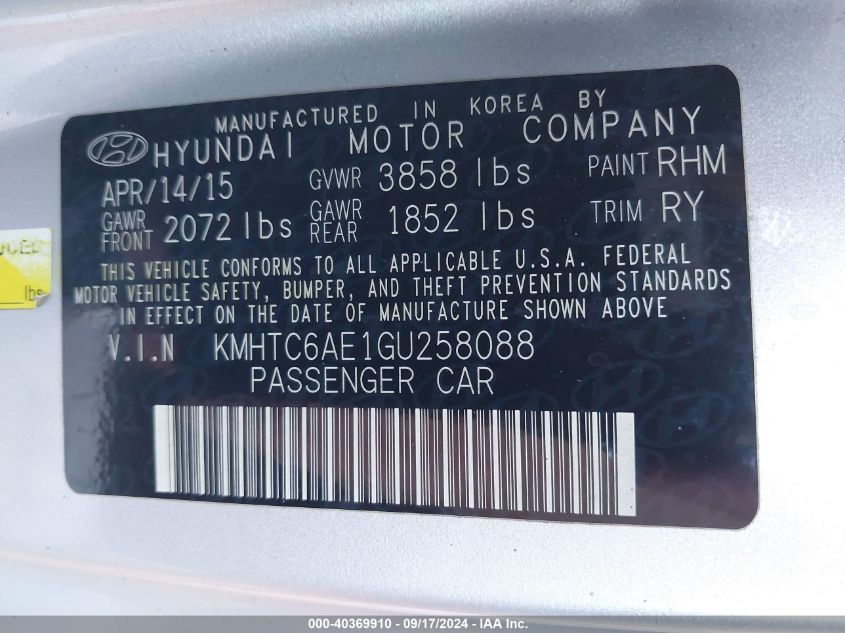 MANUFACTURED IN KOREA BY
HYUNDAI MOTOR COMPANY
APR/14/15 GVWR 3858 lbs PAINT RHM
GAWR FRONT 2072 lbs GAWR REAR 1852 lbs TRIM RY
THIS VEHICLE CONFORMS TO ALL APPLICABLE U.S.A. FEDERAL
MOTOR VEHICLE SAFETY, BUMPER, AND THEFT PREVENTION STANDARDS
IN EFFECT ON THE DATE OF MANUFACTURE SHOWN ABOVE
V.I.N KMHTC6AE1GU258088
PASSENGER CAR
lbs
000-40369910 - 09/17/2024 - IAA Inc.